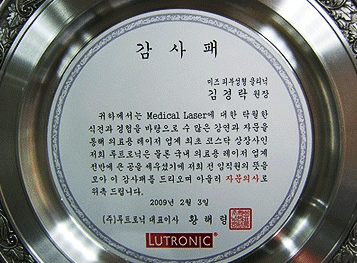 감 사 패
미즈 피부성형 클리닉
김 경 락 원장
귀하께서는 Medical Laser에 대한 탁월한
식견과 경험을 바탕으로 수 많은 강연과 자문을
통해 의료용 레이저 업계 최초 코스닥 상장사인
저희 루트로닉은 물론 국내 의료용 레이저 업계
전반에 큰 공을 세우셨기에 저희 전 임직원의 뜻을
모아 이 감사패를 드리오며 아울러 자문의사로
위촉 드립니다.
2009년 2월 3일
(주)루트로닉 대표이사 황 해 령
LUTRONIC®